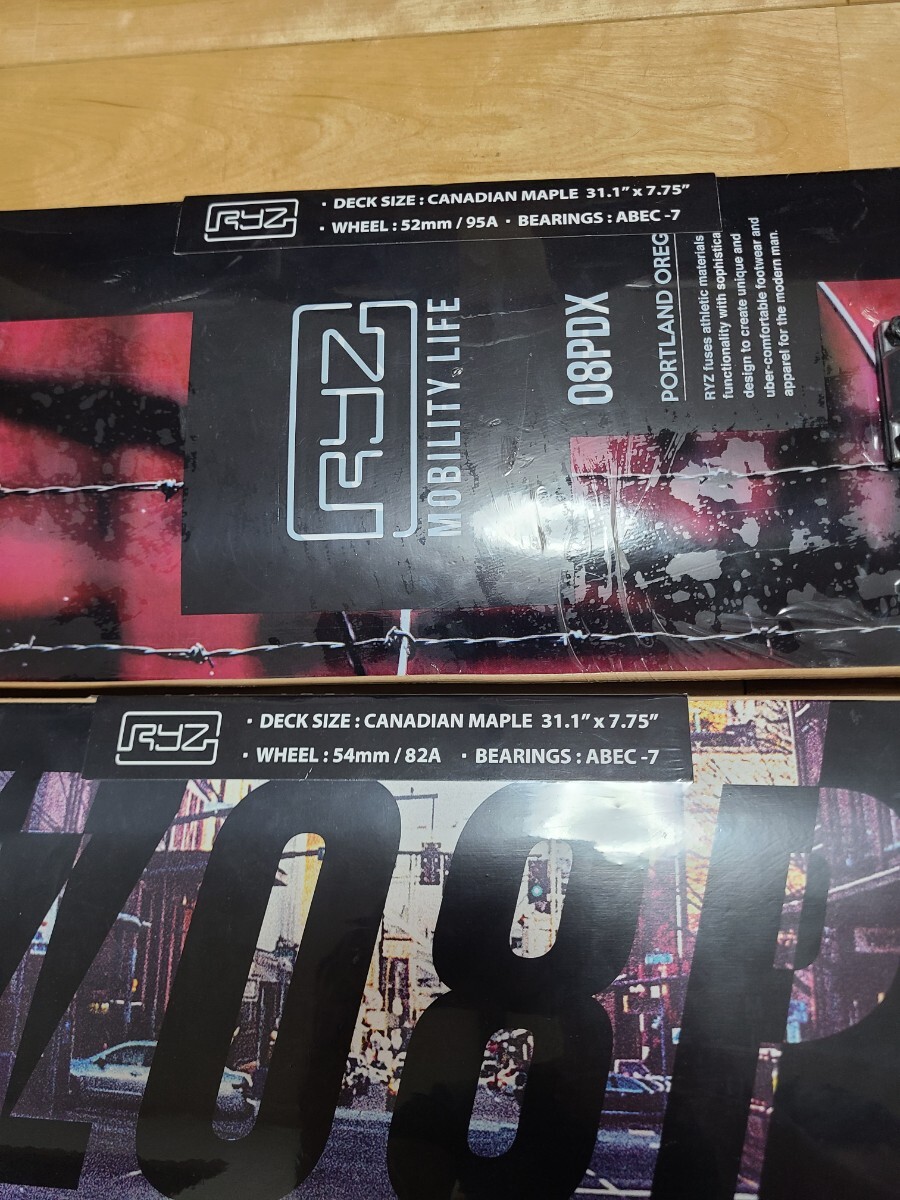 RYZ
· DECK SIZE : CANADIAN MAPLE 31.1” x 7.75”
· WHEEL : 52mm / 95A · BEARINGS : ABEC -7
RYZ
MOBILITY LIFE
08PDX
PORTLAND OREG
RYZ fuses athletic materials
functionality with sophistica
design to create unique and
uber-comfortable footwear and
apparel for the modern man.
RYZ
· DECK SIZE : CANADIAN MAPLE 31.1” x 7.75”
· WHEEL : 54mm / 82A · BEARINGS : ABEC -7
Z08P